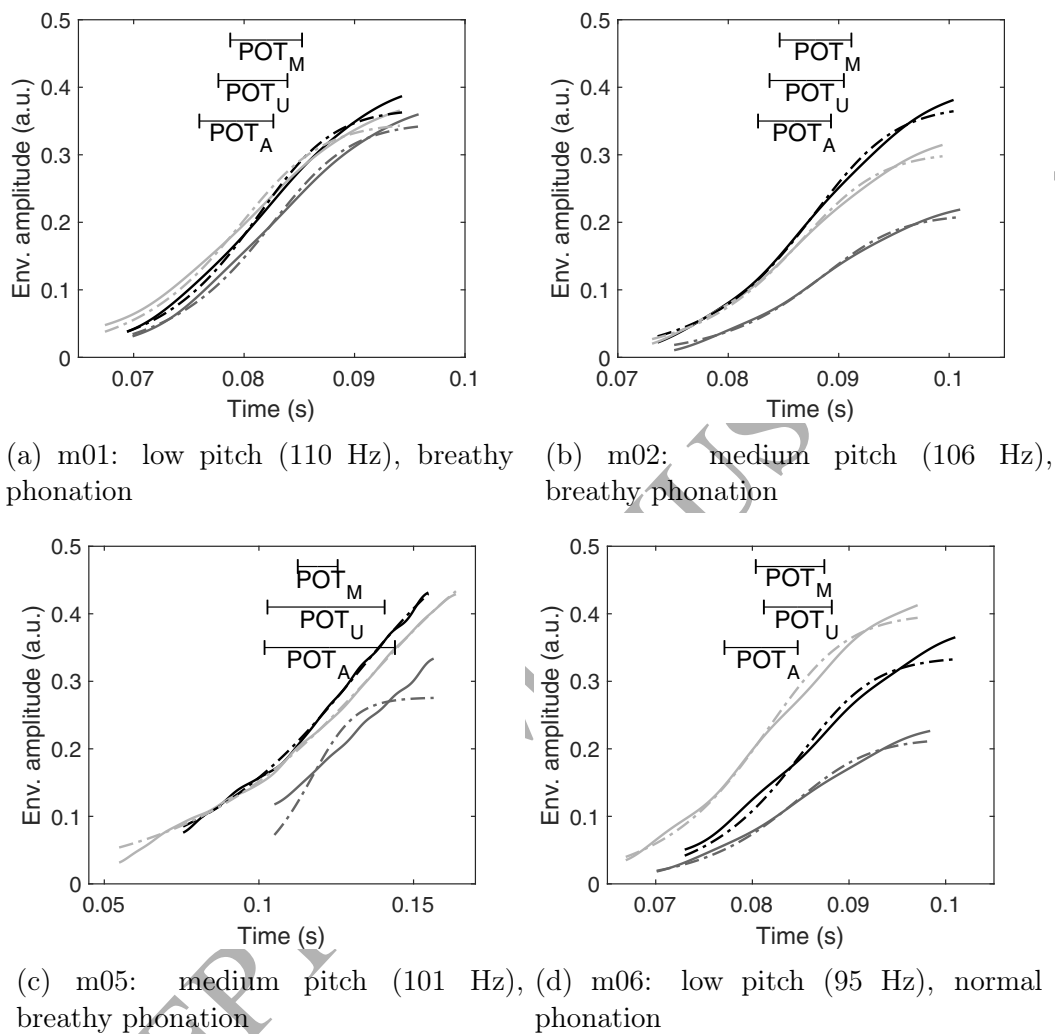 0.5
0.4
0.3
0.2
0.1
0
Env. amplitude (a.u.)
POT_M
POT_U
POT_A
0.07 0.08 0.09 0.1
Time (s)
0.5
0.4
0.3
0.2
0.1
0
Env. amplitude (a.u.)
POT_M
POT_U
POT_A
0.07 0.08 0.09 0.1
Time (s)
(a) m01: low pitch (110 Hz), breathy
phonation
(b) m02: medium pitch (106 Hz),
breathy phonation
0.5
0.4
0.3
0.2
0.1
0
Env. amplitude (a.u.)
POT_M
POT_U
POT_A
0.05 0.1 0.15
Time (s)
0.5
0.4
0.3
0.2
0.1
0
Env. amplitude (a.u.)
POT_M
POT_U
POT_A
0.07 0.08 0.09 0.1
Time (s)
(c) m05: medium pitch (101 Hz),
breathy phonation
(d) m06: low pitch (95 Hz), normal
phonation